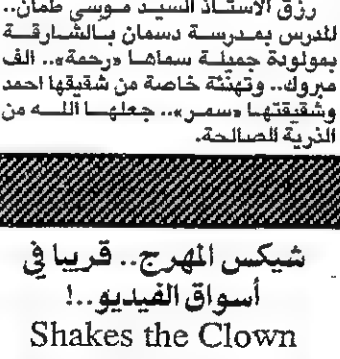 رزق الاستاذ السيد موسى طمان..
المدرس بمدرسة دسمان بالشارقة
بمولودة جميلة سماها «رحمة».. الف
مبروك.. وتهنئة خاصة من شقيقها احمد
وشقيقتها «سمر».. جعلها الله من
الذرية الصالحة.
شيكس المهرج.. قريبا في
أسواق الفيديو..!
Shakes the Clown